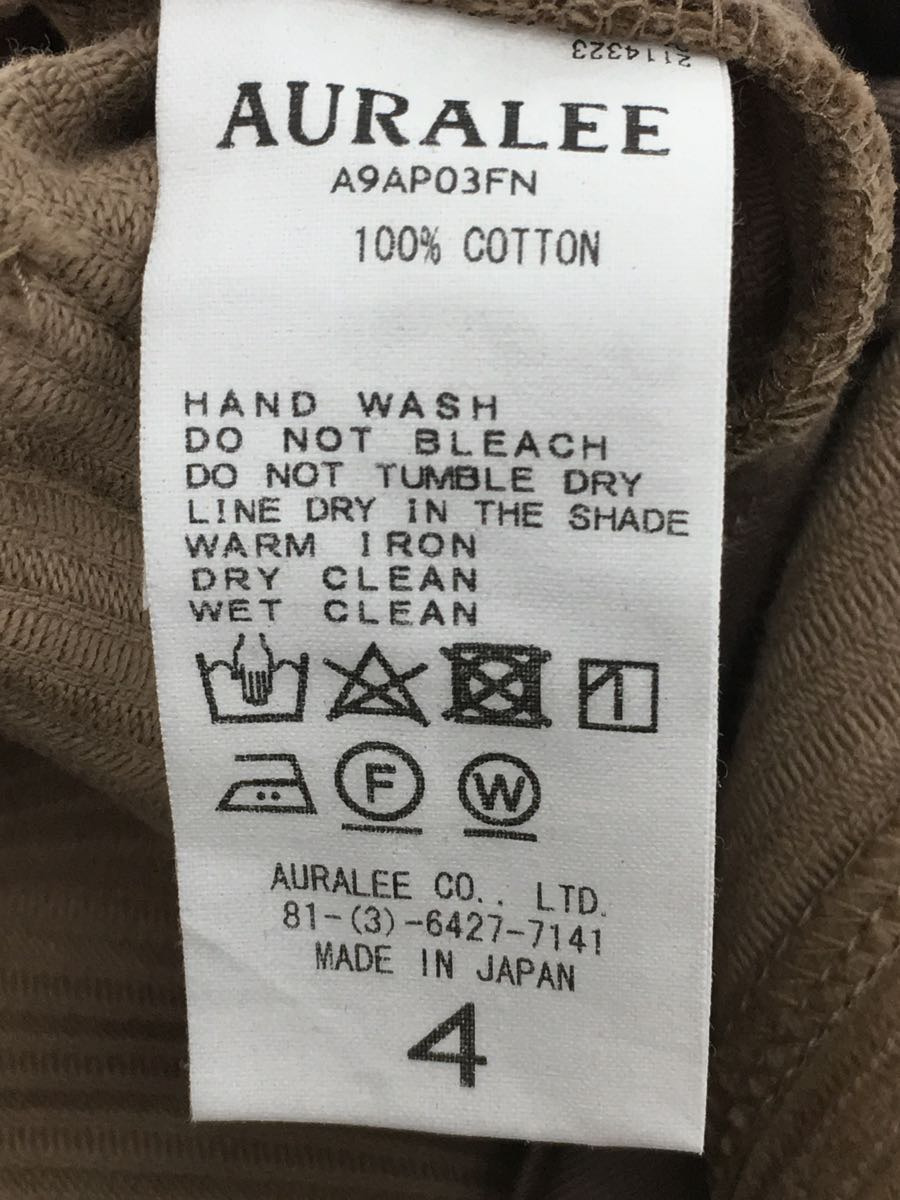 AURALEE
A9AP03FN
100% COTTON
HAND WASH
DO NOT BLEACH
DO NOT TUMBLE DRY
LINE DRY IN THE SHADE
WARM IRON
DRY CLEAN
WET CLEAN
F W
AURALEE CO.. LTD.
81-(3)-6427-7141
MADE IN JAPAN
4